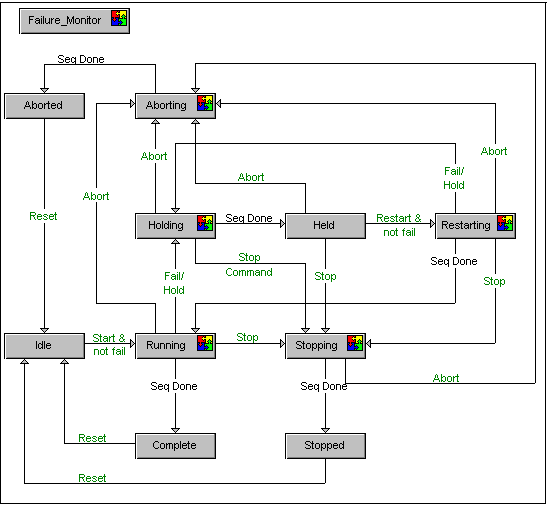 Failure_Monitor
Seq Done
Aborted
Aborting
Abort
Abort
Fail/
Hold
Abort
Abort
Reset
Holding
Seq Done
Held
Restart &
not fail
Restarting
Stop
Command
Seq Done
Fail/
Hold
Stop
Stop
Idle
Start &
not fail
Running
Stop
Stopping
Abort
Seq Done
Seq Done
Reset
Complete
Stopped
Reset